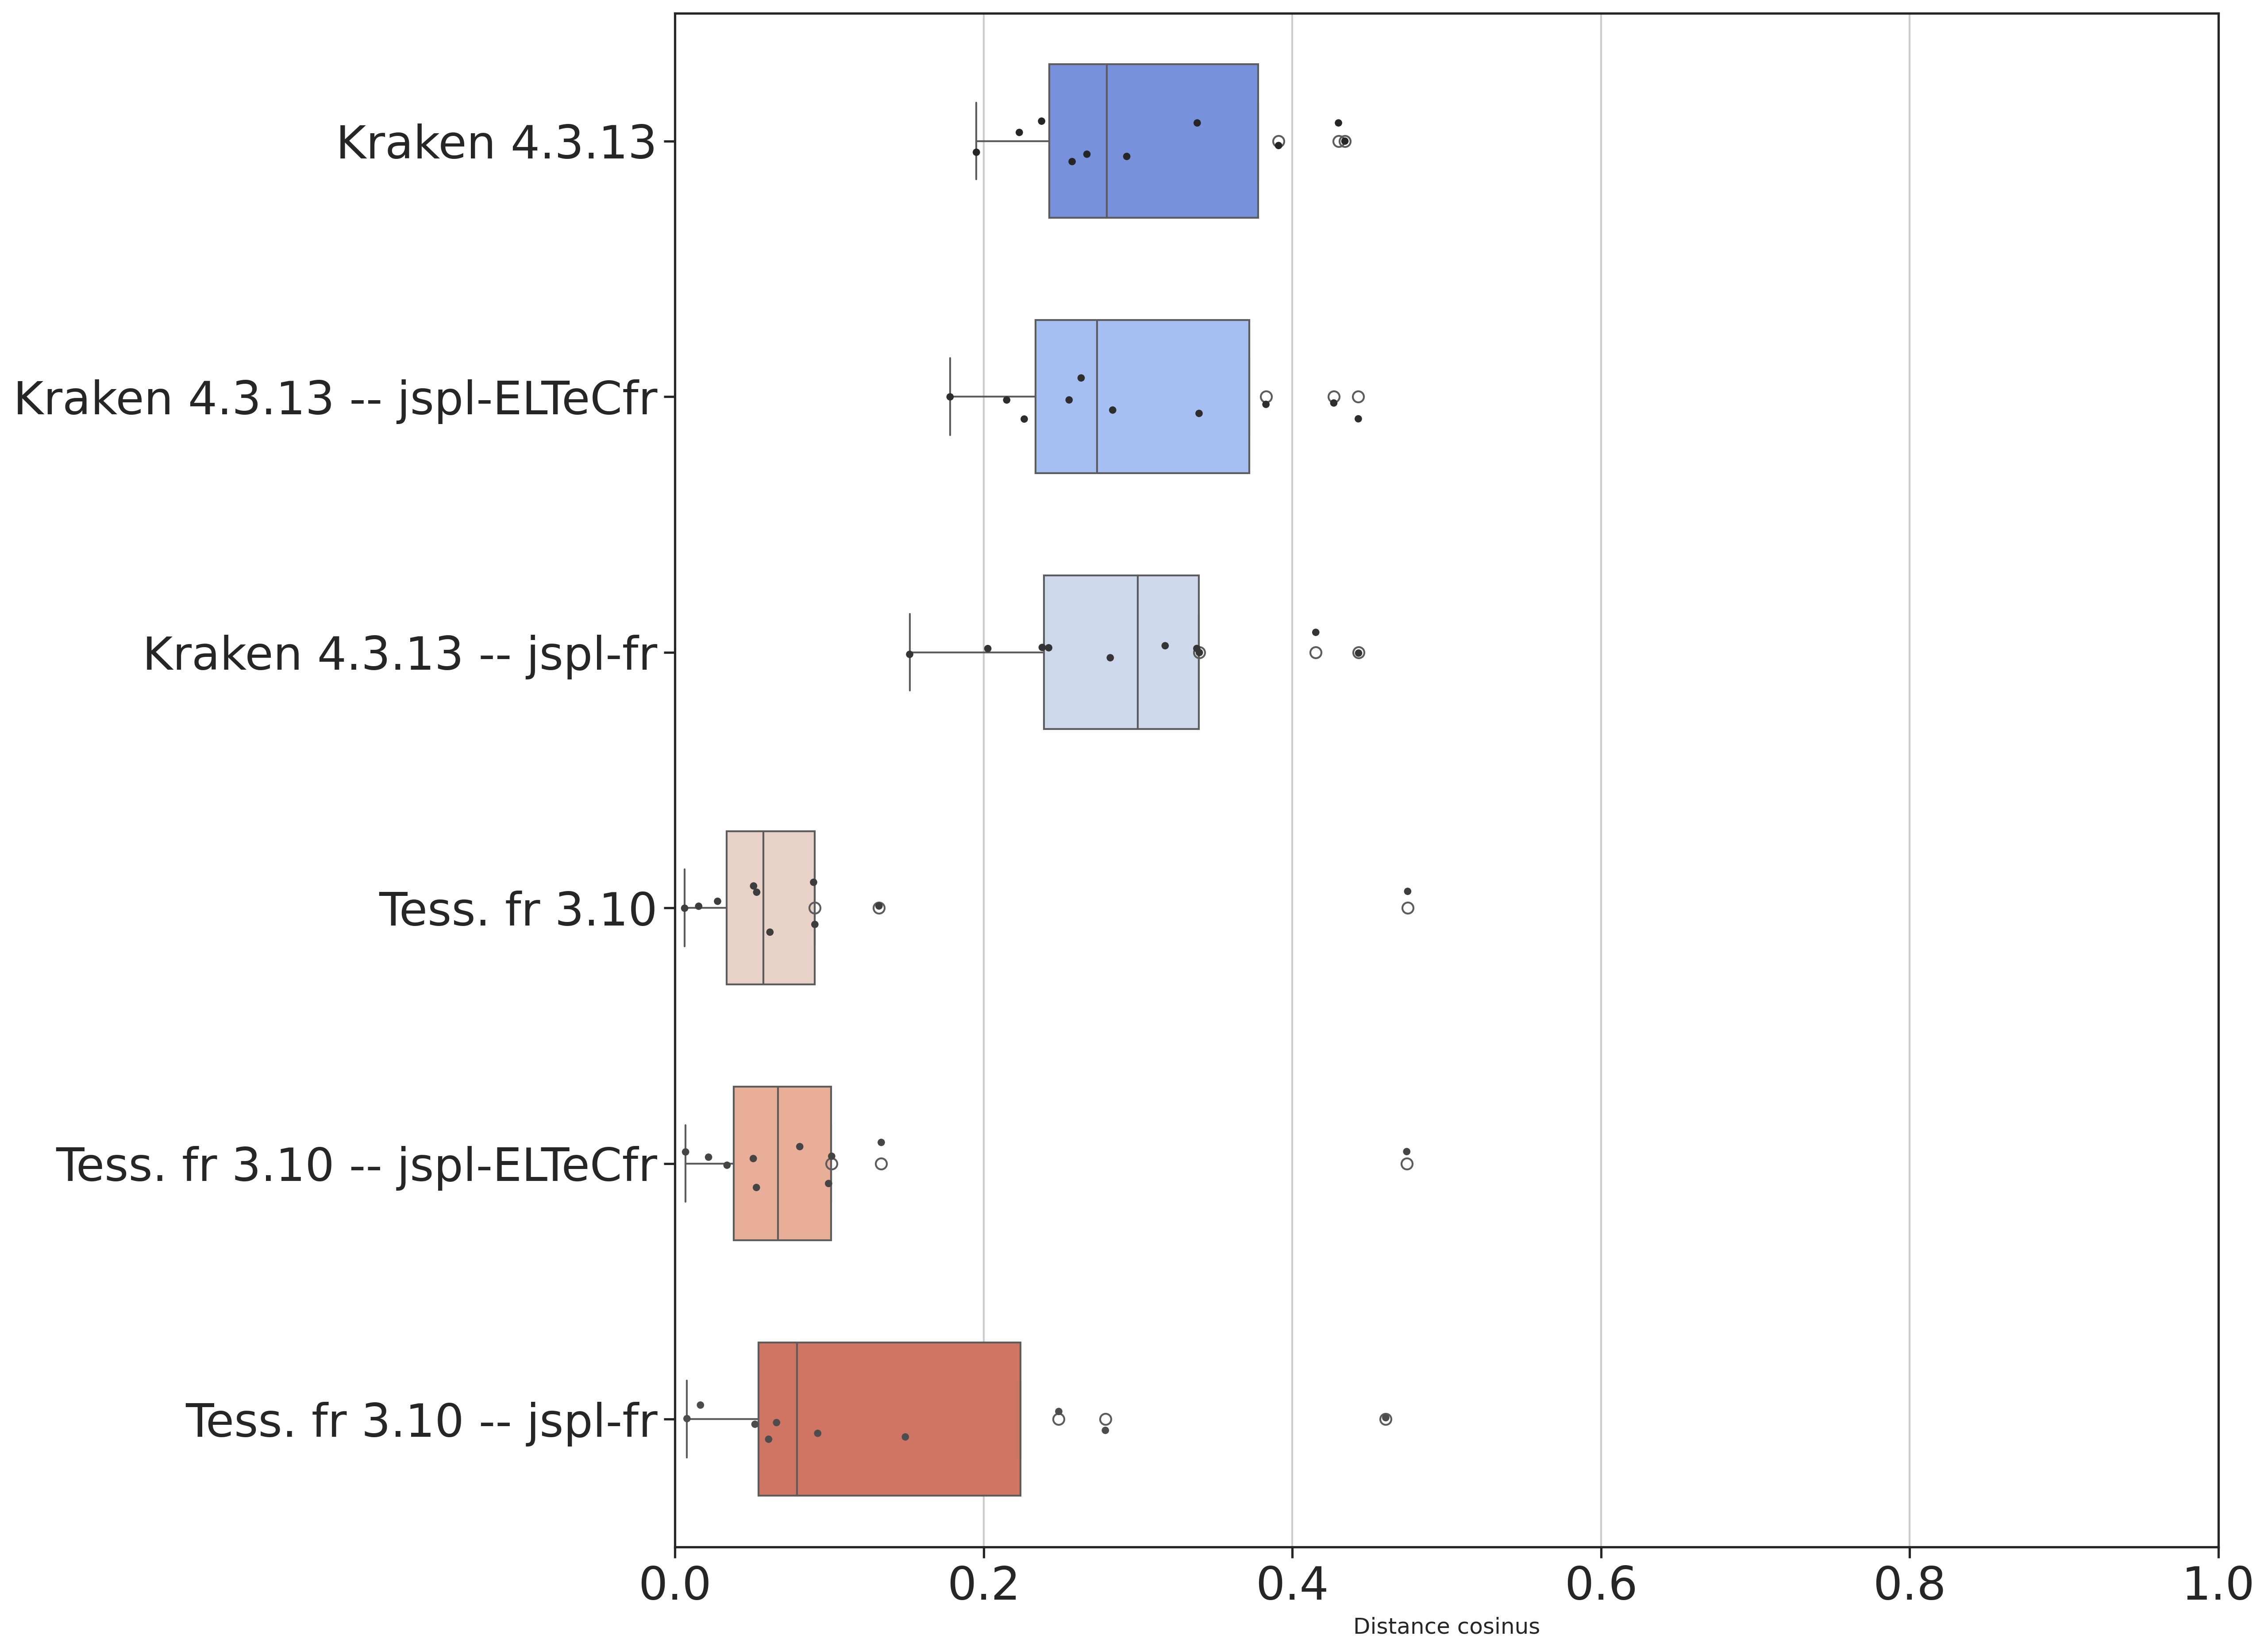 Kraken 4.3.13
Kraken 4.3.13 -- jspl-ELTeCfr
Kraken 4.3.13 -- jspl-fr
Tess. fr 3.10
Tess. fr 3.10 -- jspl-ELTeCfr
Tess. fr 3.10 -- jspl-fr
0.0 0.2 0.4 0.6 0.8 1.0
Distance cosinus